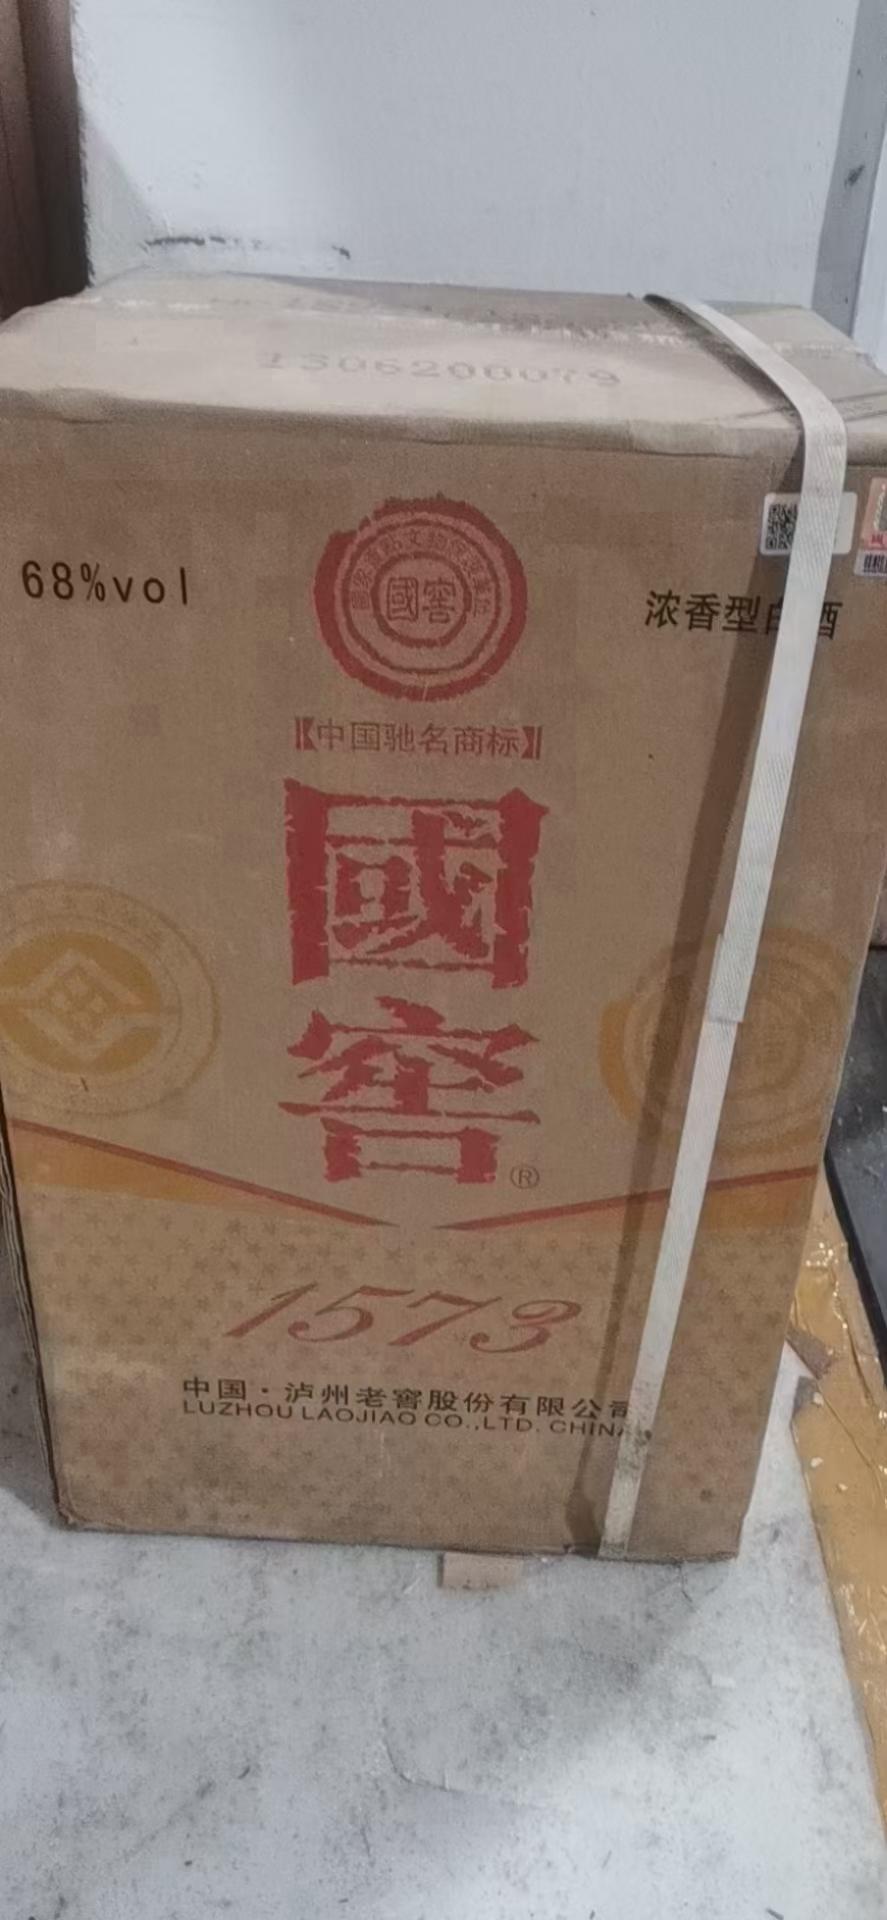 1306200079
68%vol
國窖
浓香型白酒
【中国驰名商标】
國窖®
1573
中国·泸州老窖股份有限公司
LUZHOU LAOJIAO CO.,LTD. CHINA